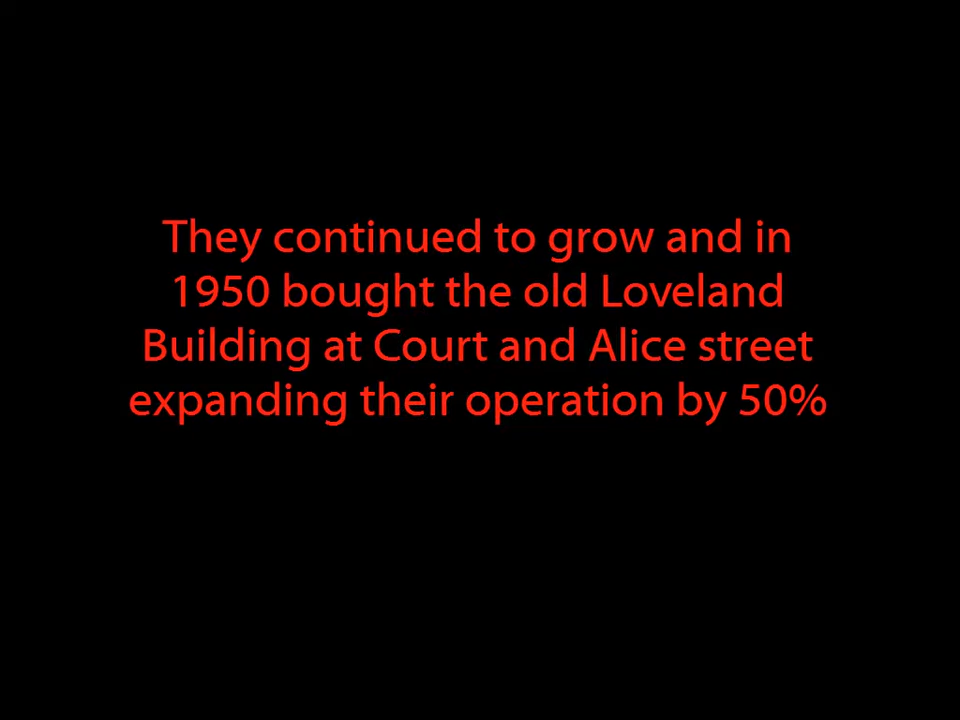 They continued to grow and in
1950 bought the old Loveland
Building at Court and Alice street
expanding their operation by 50%